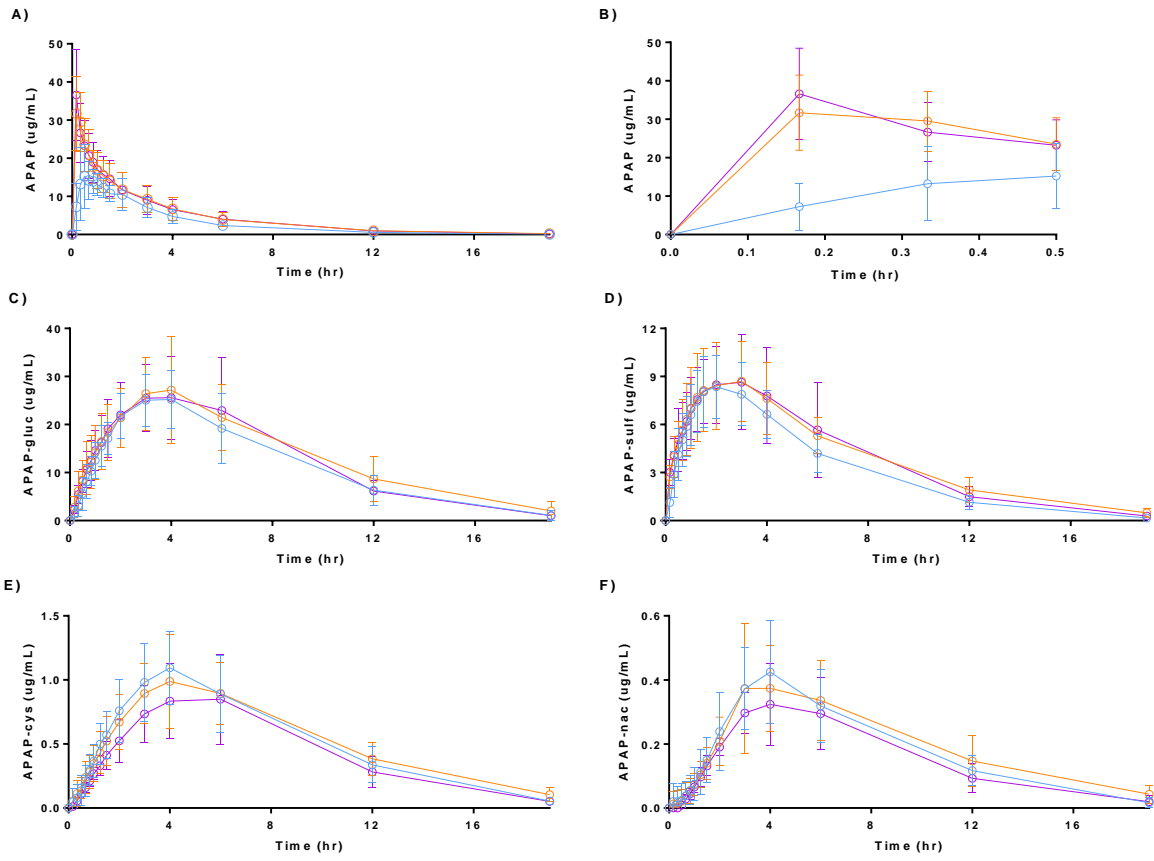 A)
APAP (ug/mL)
50
40
30
20
10
0
0 4 8 12 16
Time (hr)
B)
APAP (ug/mL)
50
40
30
20
10
0
0.0 0.1 0.2 0.3 0.4 0.5
Time (hr)
C)
APAP-gluc (ug/mL)
40
30
20
10
0
0 4 8 12 16
Time (hr)
D)
APAP-sulf (ug/mL)
12
9
6
3
0
0 4 8 12 16
Time (hr)
E)
APAP-cys (ug/mL)
1.5
1.0
0.5
0.0
0 4 8 12 16
Time (hr)
F)
APAP-nac (ug/mL)
0.6
0.4
0.2
0.0
0 4 8 12 16
Time (hr)